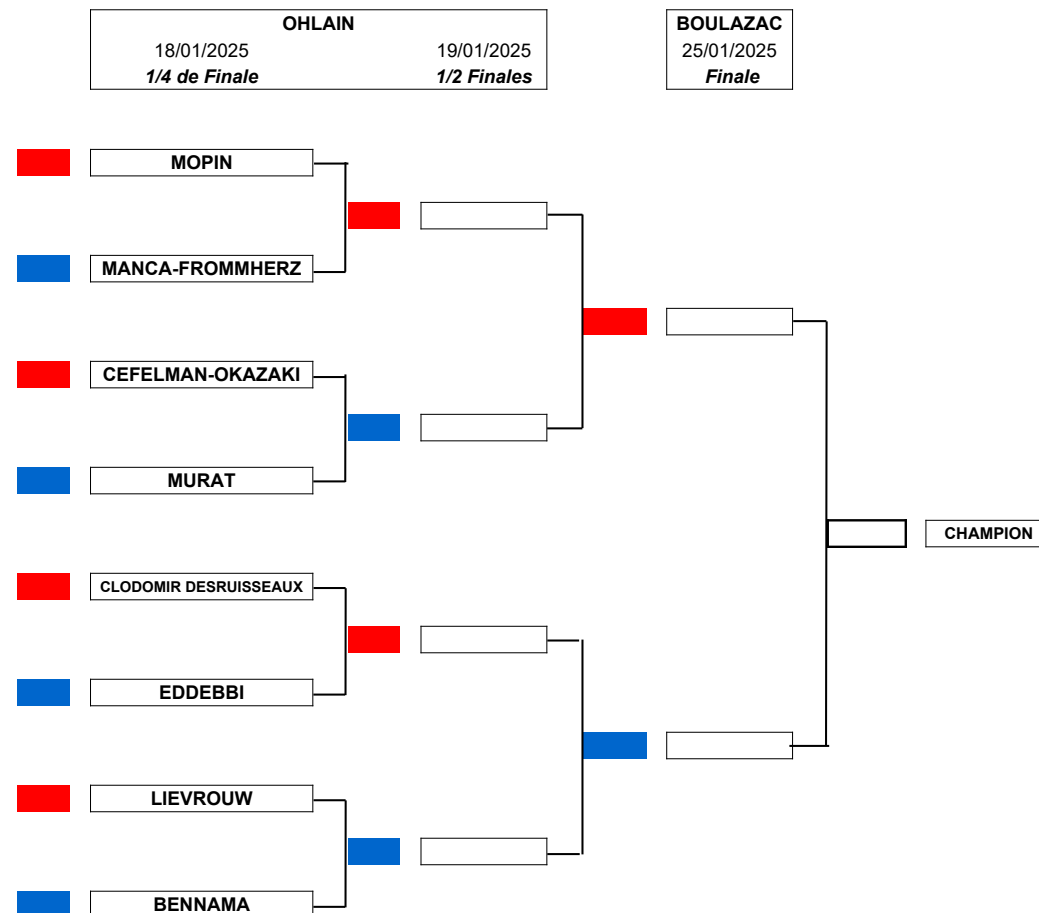 OHLAIN
18/01/2025 19/01/2025
1/4 de Finale 1/2 Finales
BOULAZAC
25/01/2025
Finale
MOPIN
MANCA-FROMMHERZ
CEFELMAN-OKAZAKI
MURAT
CLODOMIR DESRUISSEAUX
EDDEBBI
LIEVROUW
BENNAMA
CHAMPION